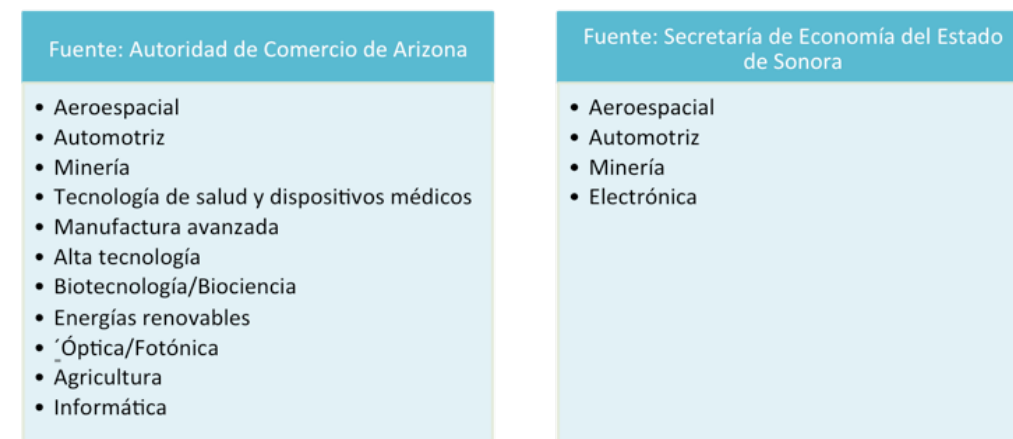 Fuente: Autoridad de Comercio de Arizona
• Aeroespacial
• Automotriz
• Minería
• Tecnología de salud y dispositivos médicos
• Manufactura avanzada
• Alta tecnología
• Biotecnología/Biociencia
• Energías renovables
• ´Óptica/Fotónica
• Agricultura
• Informática
Fuente: Secretaría de Economía del Estado
de Sonora
• Aeroespacial
• Automotriz
• Minería
• Electrónica